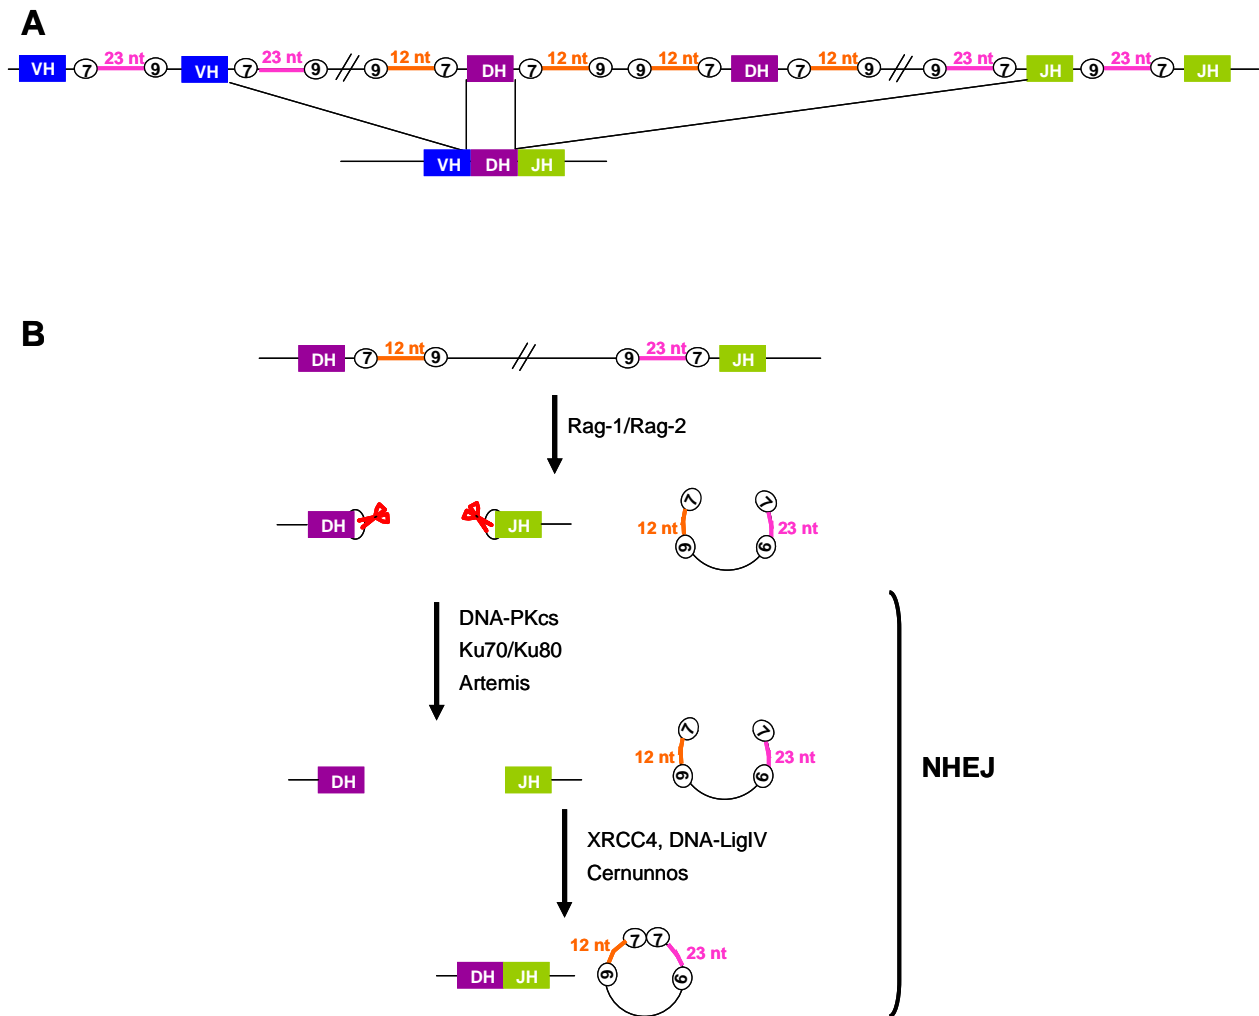 A
23 nt 23 nt 12 nt 12 nt 12 nt 12 nt 23 nt 23 nt
VH 7 9 VH 7 9 9 7 DH 7 9 9 7 DH 7 9 9 7 JH 9 7 JH
VH DH JH
B
12 nt 23 nt
DH 7 9 9 7 JH
Rag-1/Rag-2
7 7
DH JH 12 nt 23 nt
9 9
DNA-PKcs
Ku70/Ku80
Artemis
7 7
12 nt 23 nt
9 9
DH JH
NHEJ
XRCC4, DNA-LigIV
Cernunnos
12 nt 7 7 23 nt
DH JH 9 9